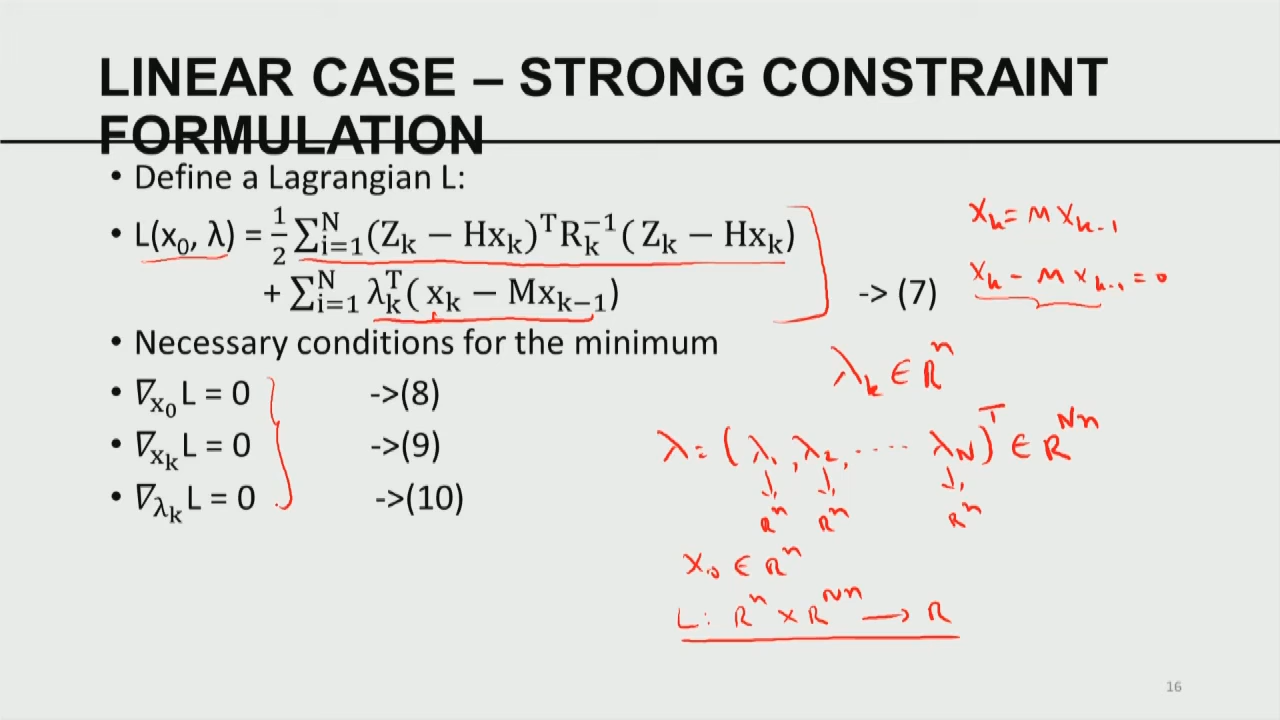 LINEAR CASE – STRONG CONSTRAINT
FORMULATION
• Define a Lagrangian L:
• L(x₀, λ) = ½ Σᵢ₌₁ᴺ (Zₖ − Hxₖ)ᵀRₖ⁻¹( Zₖ − Hxₖ)
+ Σᵢ₌₁ᴺ λₖᵀ( xₖ − Mxₖ₋₁) -> (7)
xₖ = M xₖ₋₁
xₖ − M xₖ₋₁ = 0
• Necessary conditions for the minimum
• ∇ₓ₀ L = 0 ->(8)
• ∇ₓₖ L = 0 ->(9)
• ∇λₖ L = 0 ->(10)
λₖ ∈ Rⁿ
λ = (λ₁, λ₂, ..... λN)ᵀ ∈ Rᴺⁿ
↓ ↓ ↓
Rⁿ Rⁿ Rⁿ
x₀ ∈ Rⁿ
L: Rⁿ × Rᴺⁿ → R
16